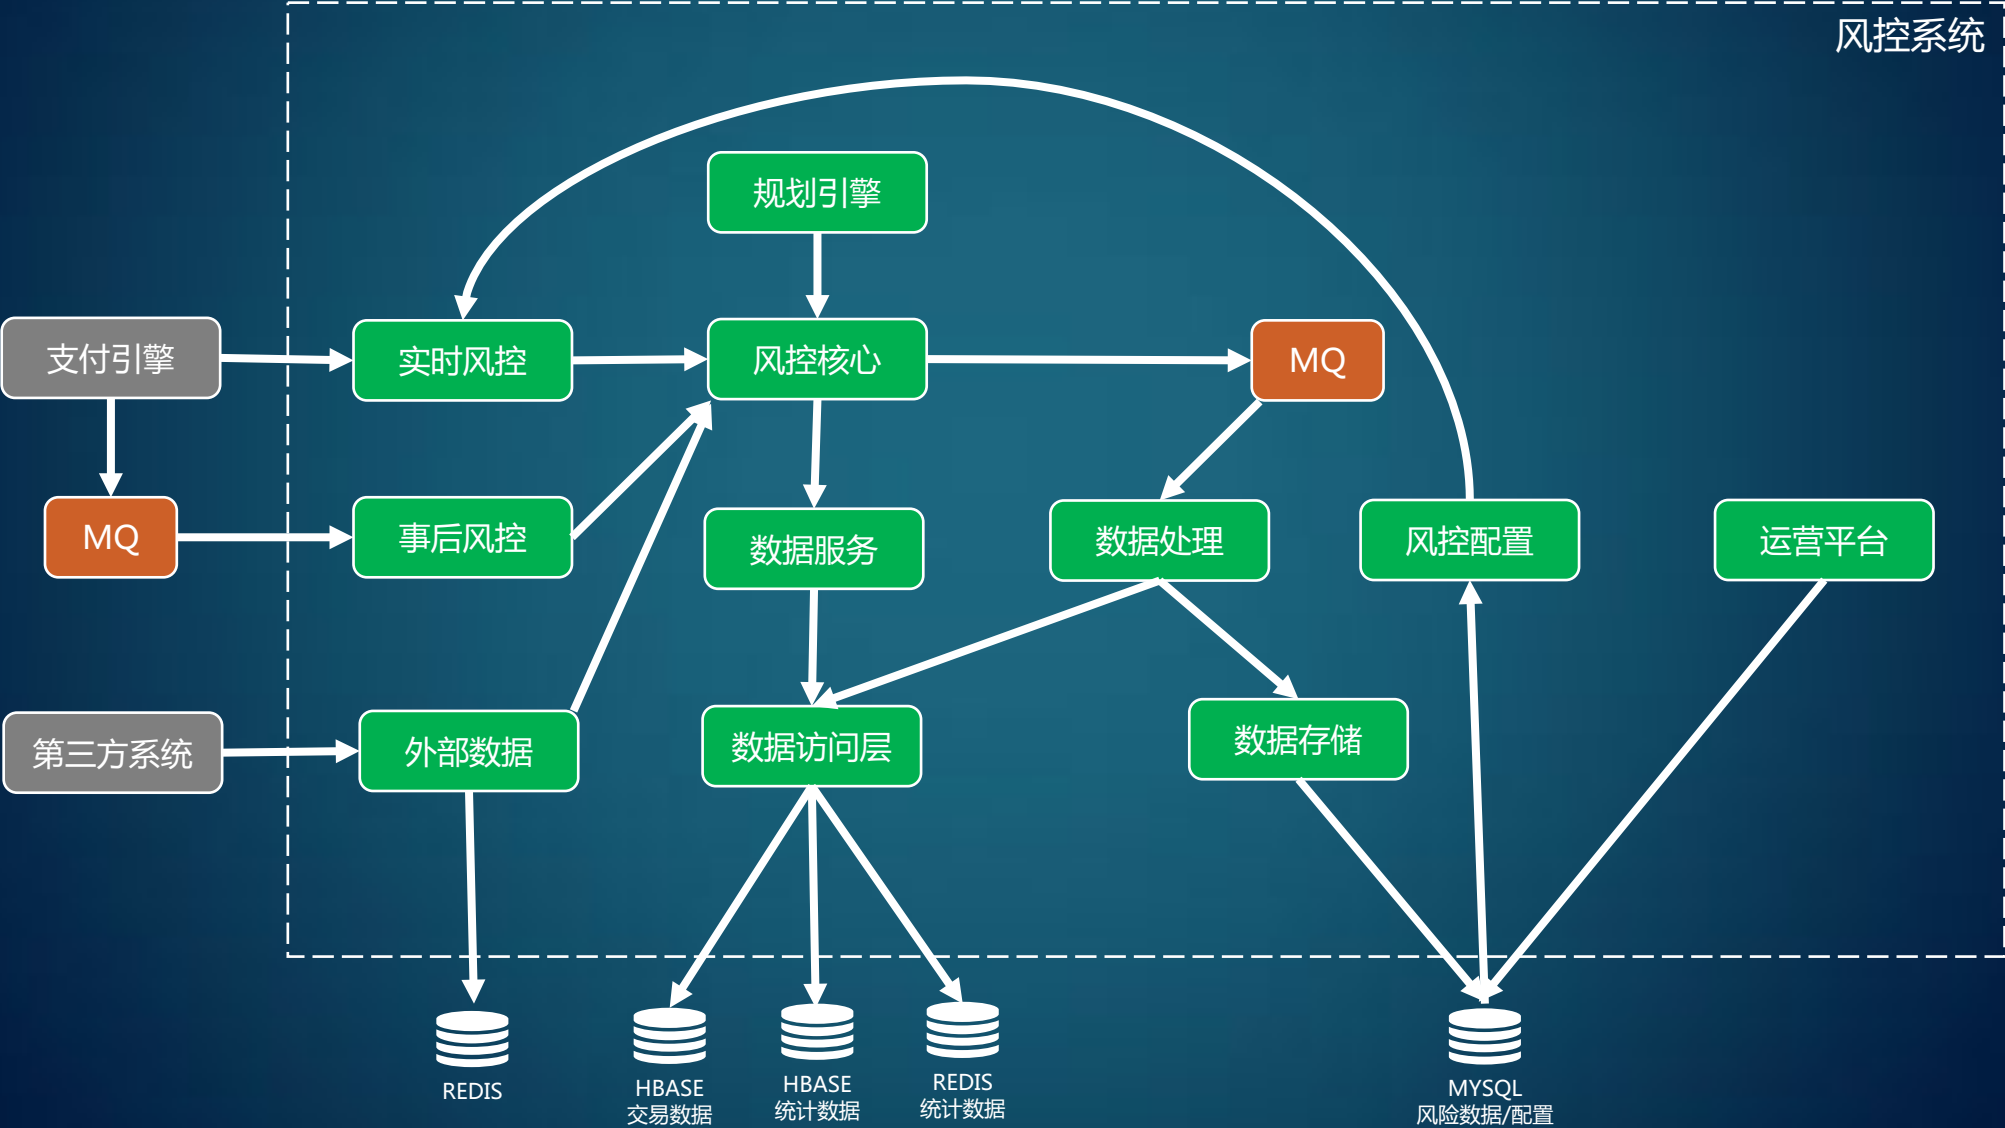 风控系统
规划引擎
支付引擎
实时风控
风控核心
MQ
MQ
事后风控
数据服务
数据处理
风控配置
运营平台
第三方系统
外部数据
数据访问层
数据存储
REDIS
HBASE
交易数据
HBASE
统计数据
REDIS
统计数据
MYSQL
风险数据/配置